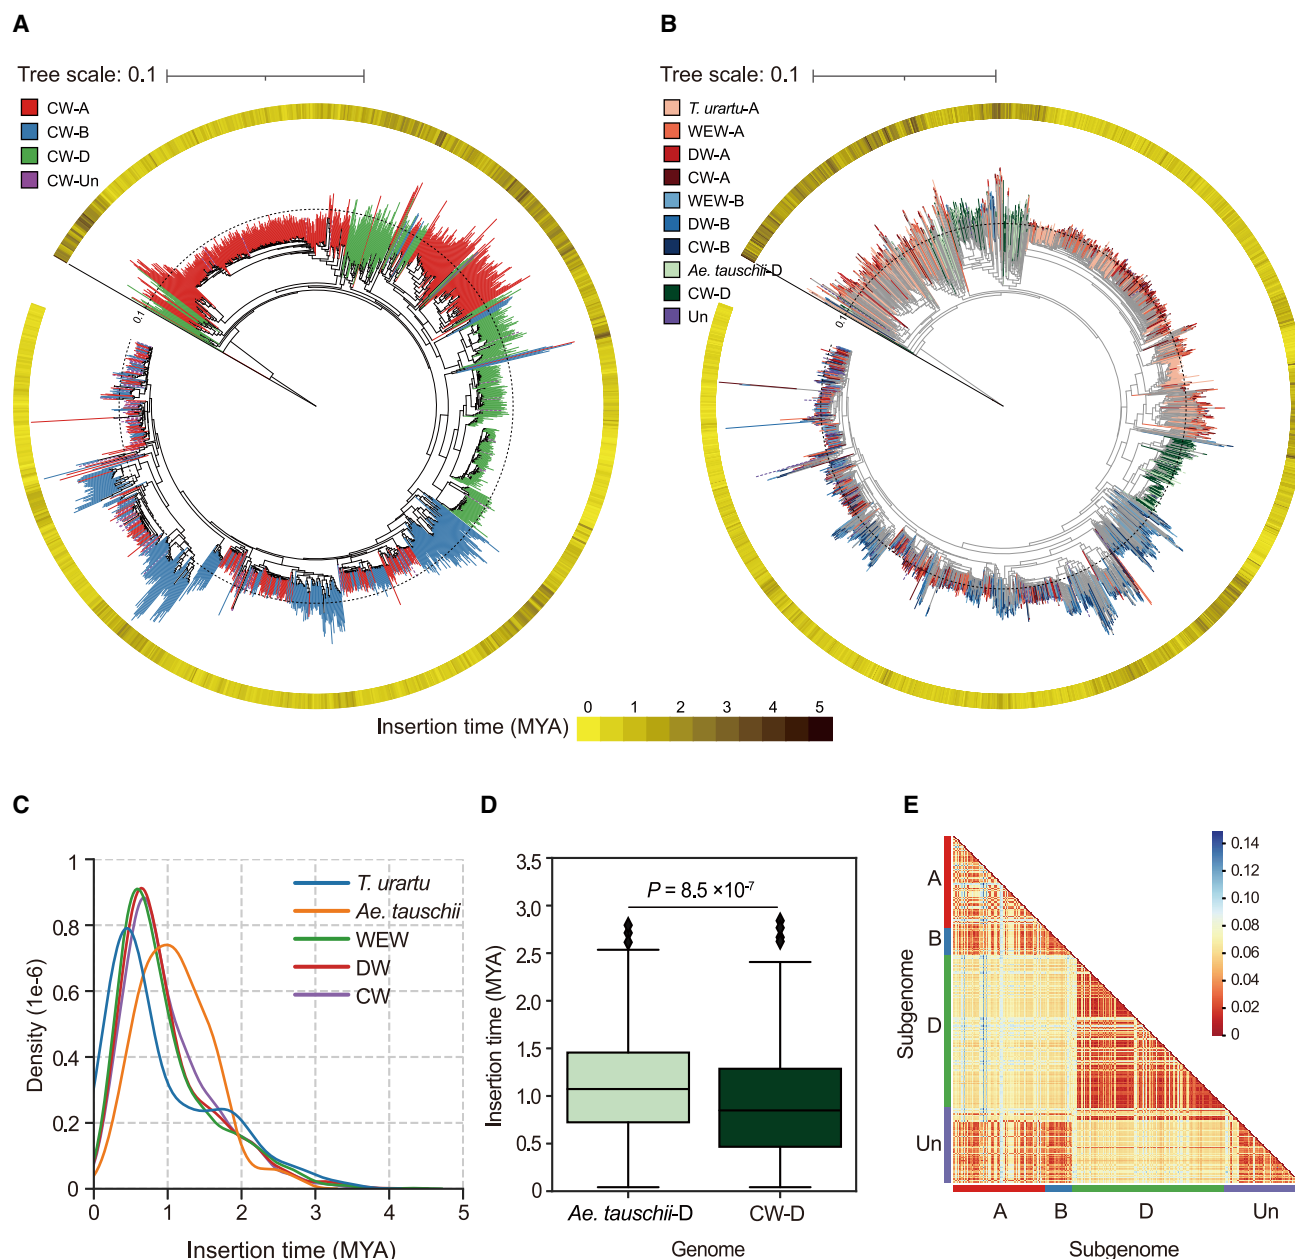 A
Tree scale: 0.1
CW-A
CW-B
CW-D
CW-Un
0.1
B
Tree scale: 0.1
T. urartu-A
WEW-A
DW-A
CW-A
WEW-B
DW-B
CW-B
Ae. tauschii-D
CW-D
Un
0.1
Insertion time (MYA)
0 1 2 3 4 5
C
Density (1e-6)
1
0.8
0.6
0.4
0.2
0
0 1 2 3 4 5
Insertion time (MYA)
T. urartu
Ae. tauschii
WEW
DW
CW
D
Insertion time (MYA)
3.5
3.0
2.5
2.0
1.5
1.0
0.5
0
P = 8.5 ×10-7
Ae. tauschii-D CW-D
Genome
E
Subgenome
A
B
D
Un
A B D Un
Subgenome
0.14
0.12
0.10
0.08
0.06
0.04
0.02
0